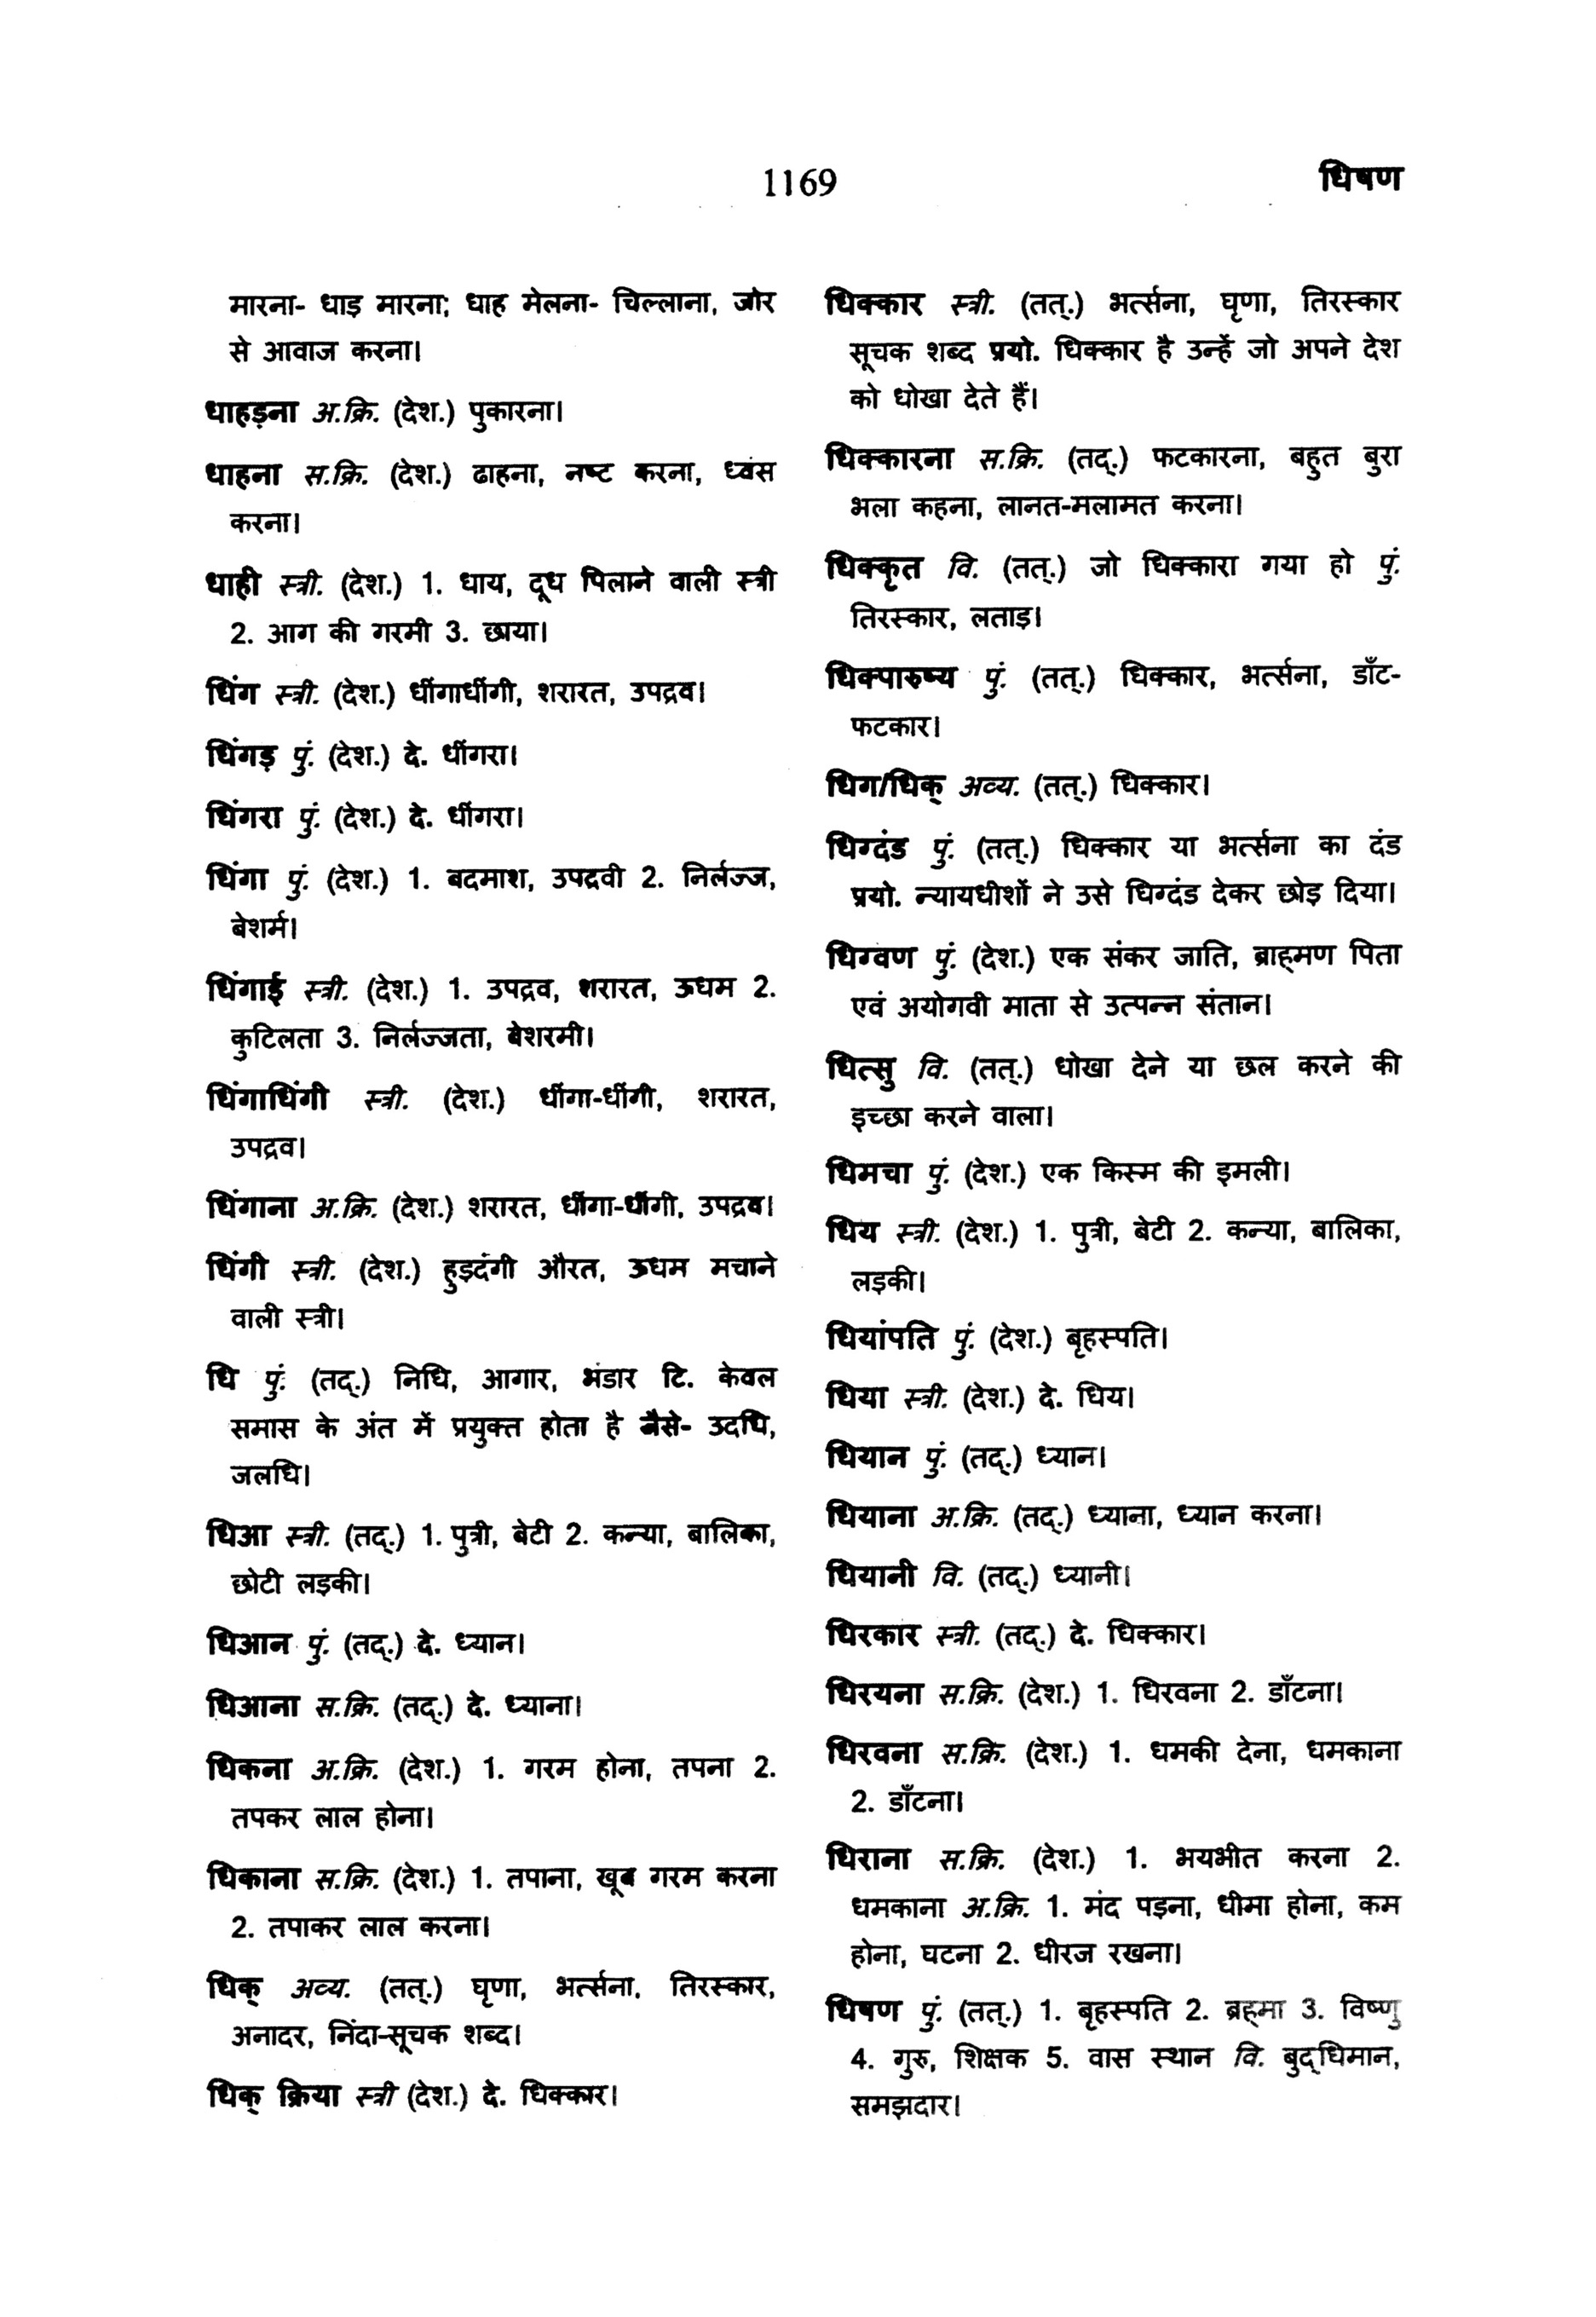 1169
धिषण
मारना- धाड़ मारना; धाह मेलना- चिल्लाना, जोर
से आवाज करना।
धाहड़ना अ.क्रि. (देश.) पुकारना।
धाहना स.क्रि. (देश.) ढाहना, नष्ट करना, ध्वंस
करना।
धाही स्त्री. (देश.) 1. धाय, दूध पिलाने वाली स्त्री
2. आग की गरमी 3. छाया।
धिंग स्त्री. (देश.) धींगाधींगी, शरारत, उपद्रव।
धिंगड़ पुं. (देश.) दे. धींगरा।
धिंगरा पुं. (देश.) दे. धींगरा।
धिंगा पुं. (देश.) 1. बदमाश, उपद्रवी 2. निर्लज्ज,
बेशर्म।
धिंगाई स्त्री. (देश.) 1. उपद्रव, शरारत, ऊधम 2.
कुटिलता 3. निर्लज्जता, बेशरमी।
धिंगाधिंगी स्त्री. (देश.) धींगा-धींगी, शरारत,
उपद्रव।
धिंगाना अ.क्रि. (देश.) शरारत, धींगा-धींगी, उपद्रव।
धिंगी स्त्री. (देश.) हुड़दंगी औरत, ऊधम मचाने
वाली स्त्री।
धि पुं. (तद्.) निधि, आगार, भंडार टि. केवल
समास के अंत में प्रयुक्त होता है जैसे- उदधि,
जलधि।
धिआ स्त्री. (तद्.) 1. पुत्री, बेटी 2. कन्या, बालिका,
छोटी लड़की।
धिआन पुं. (तद्.) दे. ध्यान।
धिआना स.क्रि. (तद्.) दे. ध्याना।
धिकना अ.क्रि. (देश.) 1. गरम होना, तपना 2.
तपकर लाल होना।
धिकाना स.क्रि. (देश.) 1. तपाना, खूब गरम करना
2. तपाकर लाल करना।
धिक् अव्य. (तत्.) घृणा, भर्त्सना, तिरस्कार,
अनादर, निंदा-सूचक शब्द।
धिक् क्रिया स्त्री (देश.) दे. धिक्कार।
धिक्कार स्त्री. (तत्.) भर्त्सना, घृणा, तिरस्कार
सूचक शब्द प्रयो. धिक्कार है उन्हें जो अपने देश
को धोखा देते हैं।
धिक्कारना स.क्रि. (तद्.) फटकारना, बहुत बुरा
भला कहना, लानत-मलामत करना।
धिक्कृत वि. (तत्.) जो धिक्कारा गया हो पुं.
तिरस्कार, लताड़।
धिक्पारुष्य पुं. (तत्.) धिक्कार, भर्त्सना, डाँट-
फटकार।
धिग/धिक् अव्य. (तत्.) धिक्कार।
धिग्दंड पुं. (तत्.) धिक्कार या भर्त्सना का दंड
प्रयो. न्यायधीशों ने उसे धिग्दंड देकर छोड़ दिया।
धिग्वण पुं. (देश.) एक संकर जाति, ब्राह्मण पिता
एवं अयोगवी माता से उत्पन्न संतान।
धित्सु वि. (तत्.) धोखा देने या छल करने की
इच्छा करने वाला।
धिमचा पुं. (देश.) एक किस्म की इमली।
धिय स्त्री. (देश.) 1. पुत्री, बेटी 2. कन्या, बालिका,
लड़की।
धियांपति पुं. (देश.) बृहस्पति।
धिया स्त्री. (देश.) दे. धिय।
धियान पुं. (तद्.) ध्यान।
धियाना अ.क्रि. (तद्.) ध्याना, ध्यान करना।
धियानी वि. (तद्.) ध्यानी।
धिरकार स्त्री. (तद्.) दे. धिक्कार।
धिरयना स.क्रि. (देश.) 1. धिरवना 2. डाँटना।
धिरवना स.क्रि. (देश.) 1. धमकी देना, धमकाना
2. डाँटना।
धिराना स.क्रि. (देश.) 1. भयभीत करना 2.
धमकाना अ.क्रि. 1. मंद पड़ना, धीमा होना, कम
होना, घटना 2. धीरज रखना।
धिषण पुं. (तत्.) 1. बृहस्पति 2. ब्रह्मा 3. विष्णु
4. गुरु, शिक्षक 5. वास स्थान वि. बुद्धिमान,
समझदार।